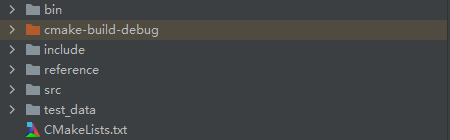 bin
cmake-build-debug
include
reference
src
test_data
CMakeLists.txt